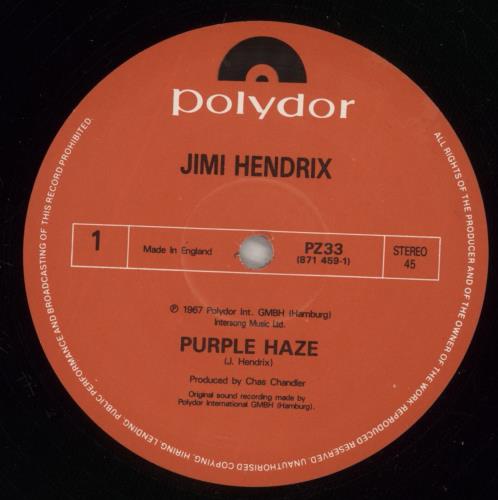 polydor
JIMI HENDRIX
1
Made In England
PZ33
(871 459-1)
STEREO
45
℗ 1967 Polydor Int. GMBH (Hamburg)
Intersong Music Ltd.
PURPLE HAZE
(J. Hendrix)
Produced by Chas Chandler
Original sound recording made by
Polydor International GMBH (Hamburg).
ALL RIGHTS OF THE PRODUCER AND OF THE OWNER OF THE WORK REPRODUCED RESERVED. UNAUTHORISED COPYING, HIRING, LENDING, PUBLIC PERFORMANCE AND BROADCASTING OF THIS RECORD PROHIBITED.